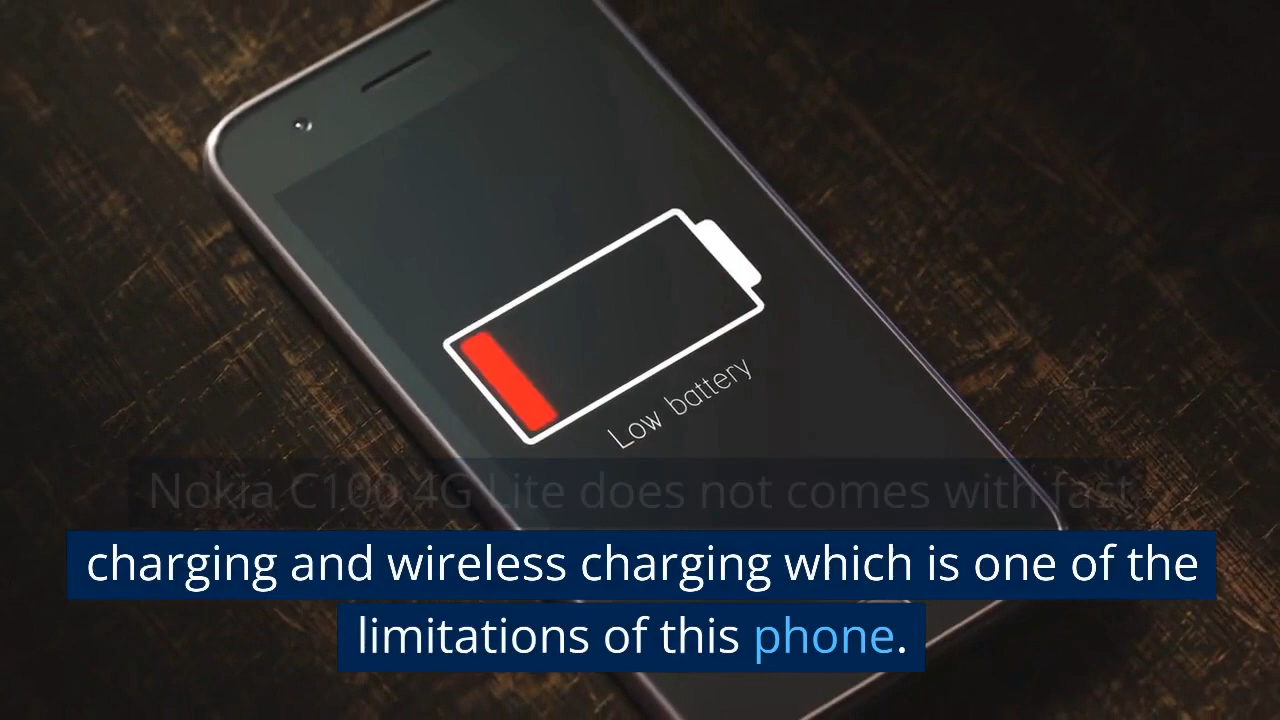 Low battery
Nokia C100 4G Lite does not comes with fast
charging and wireless charging which is one of the
limitations of this phone.